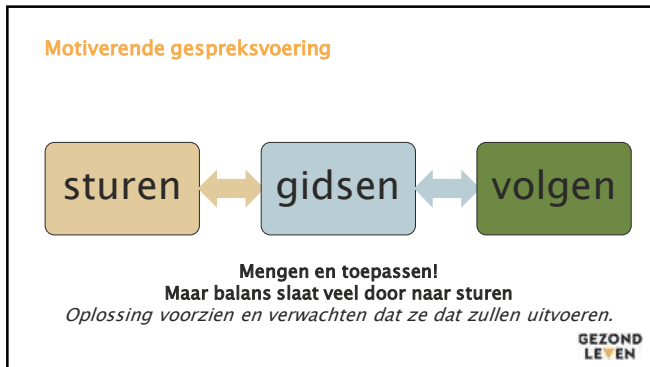 Motiverende gespreksvoering
sturen gidsen volgen
Mengen en toepassen!
Maar balans slaat veel door naar sturen
Oplossing voorzien en verwachten dat ze dat zullen uitvoeren.
GEZOND
LEVEN